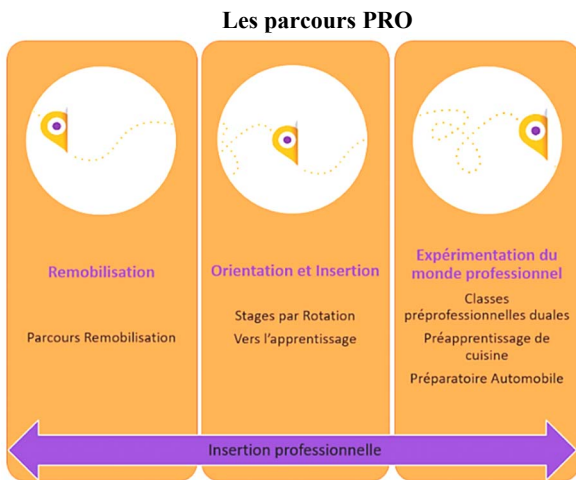 Les parcours PRO
Remobilisation
Parcours Remobilisation
Orientation et Insertion
Stages par Rotation
Vers l'apprentissage
Expérimentation du
monde professionnel
Classes
préprofessionnelles duales
Préapprentissage de
cuisine
Préparatoire Automobile
Insertion professionnelle